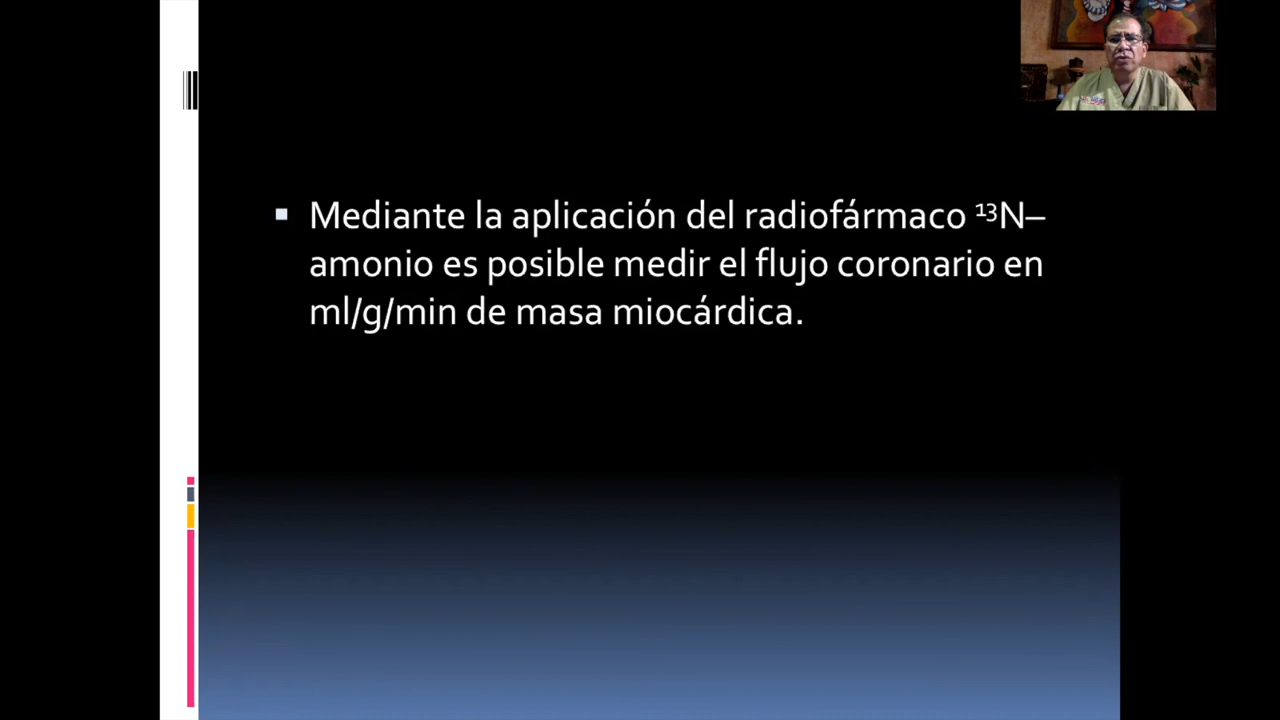 Mediante la aplicación del radiofármaco ¹³N–
amonio es posible medir el flujo coronario en
ml/g/min de masa miocárdica.